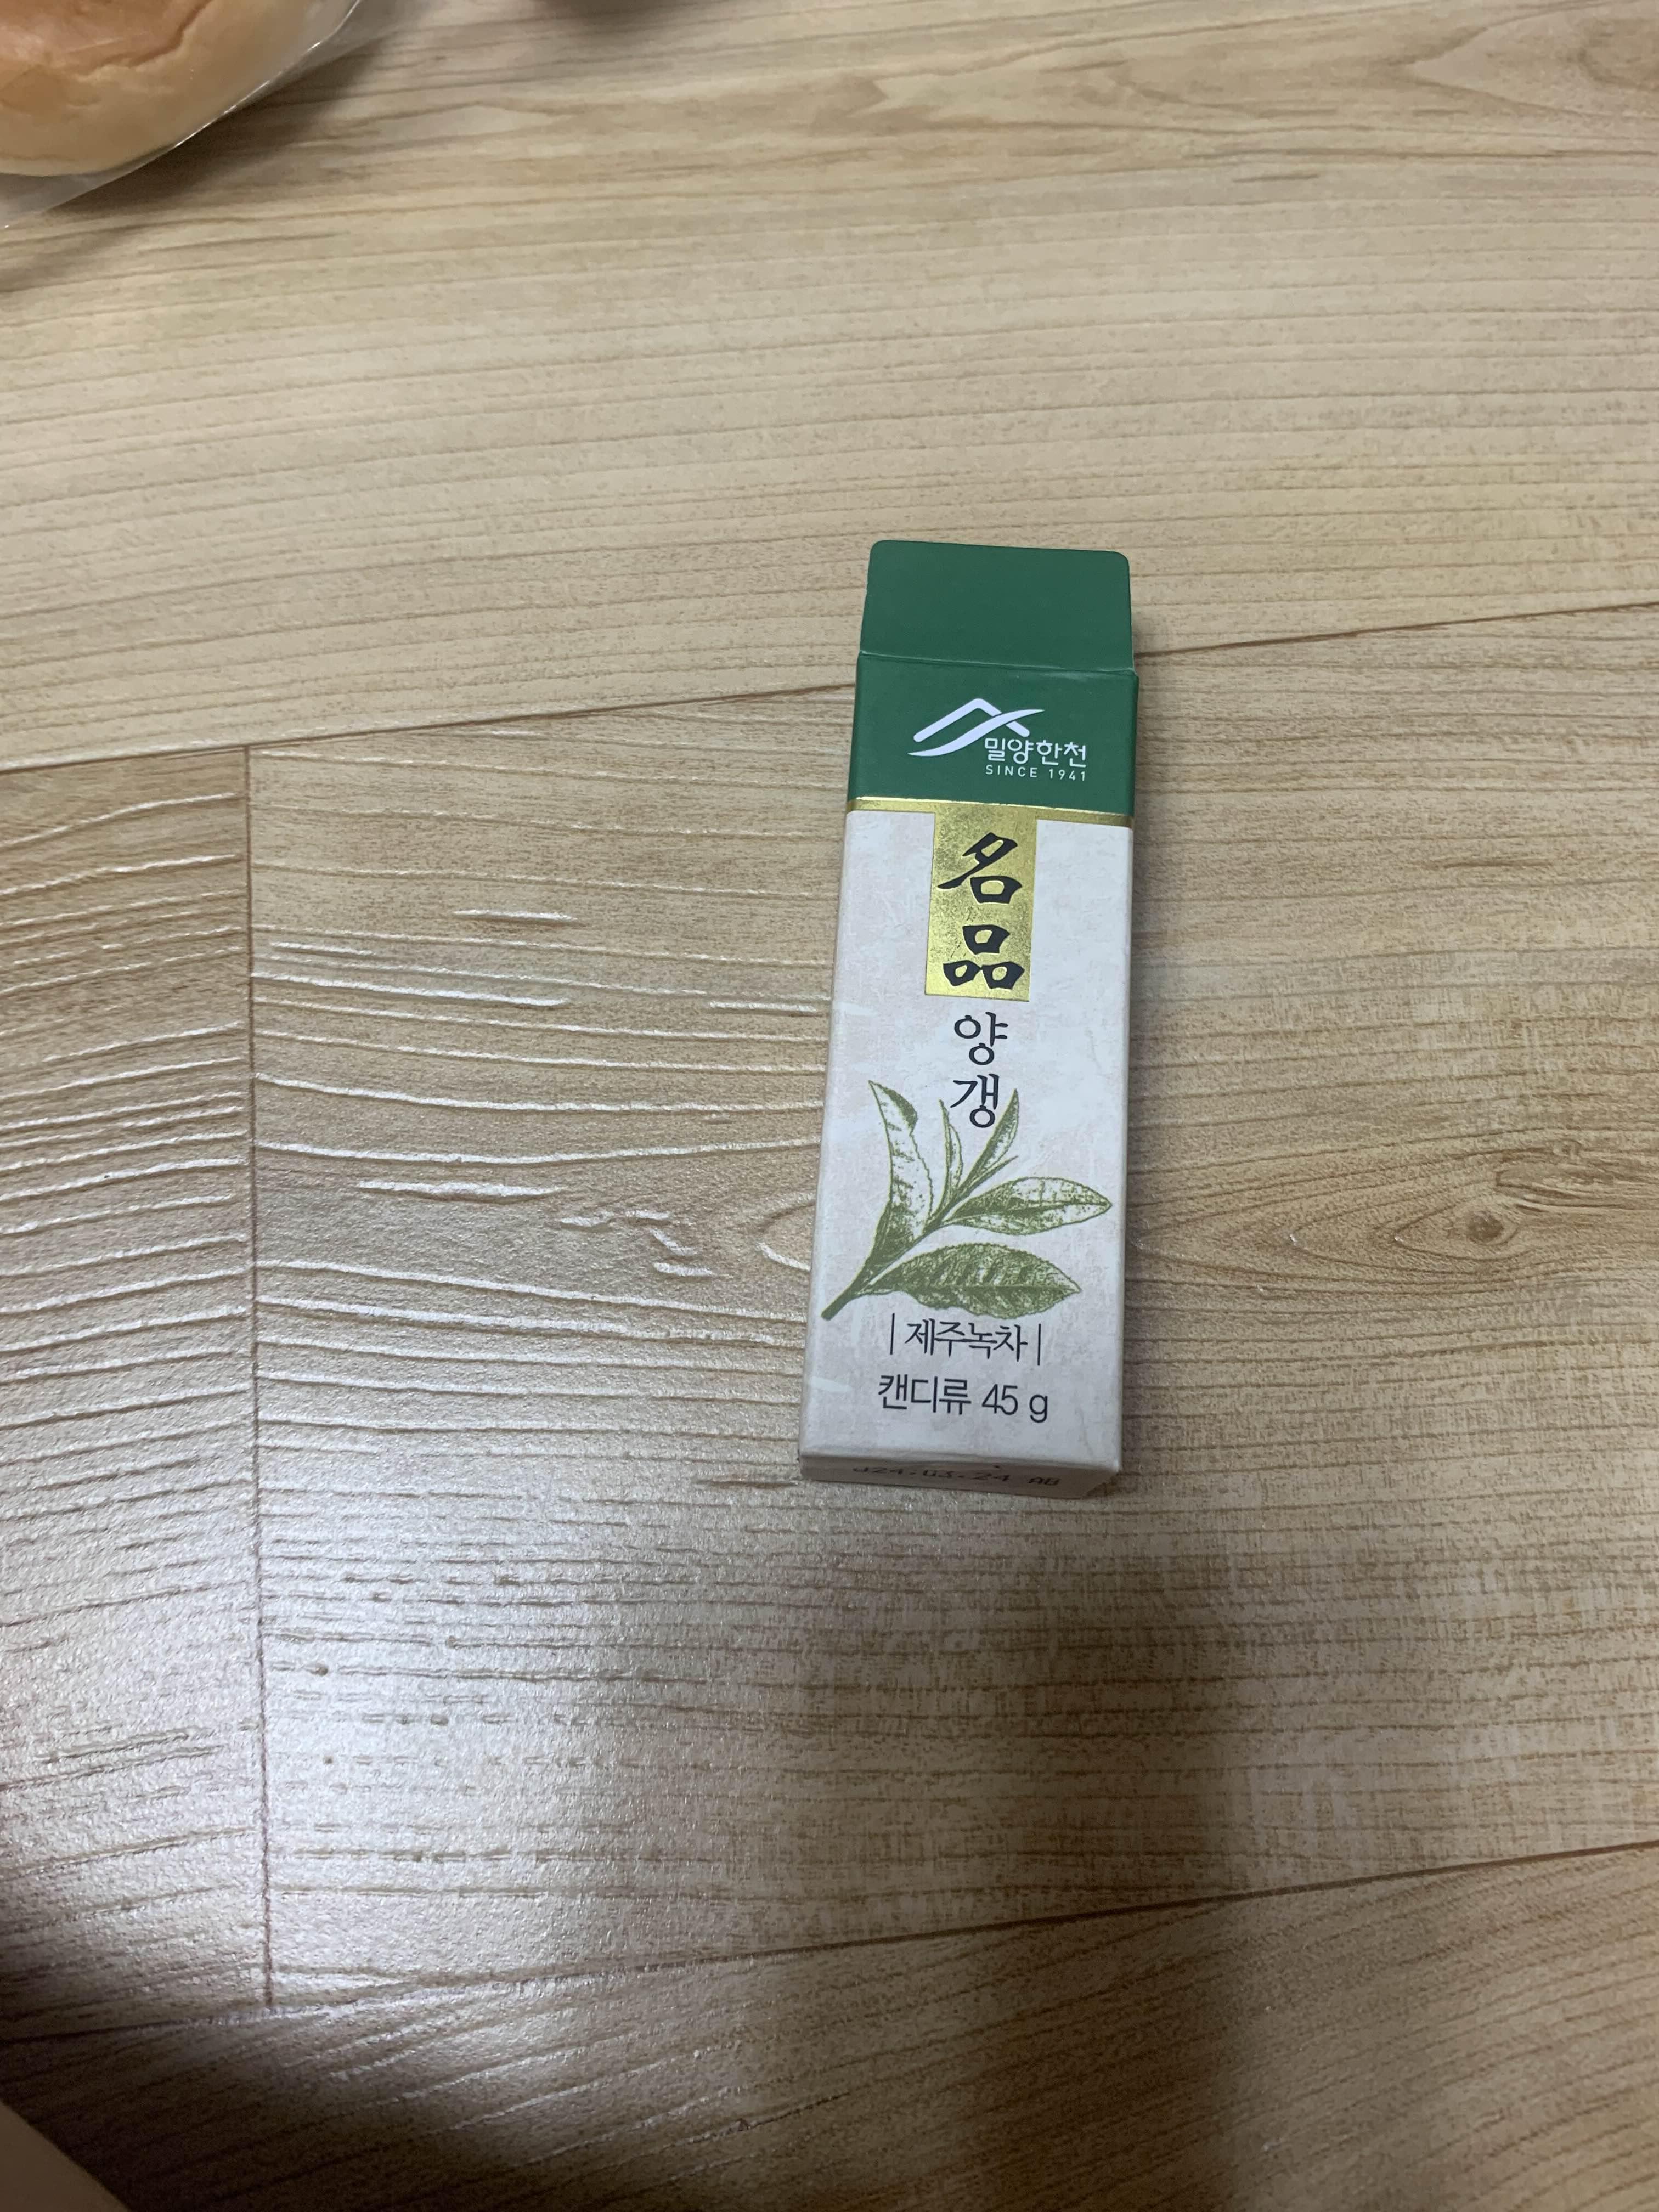 밀양한천
SINCE 1941
名品
양갱
제주녹차
캔디류 45 g